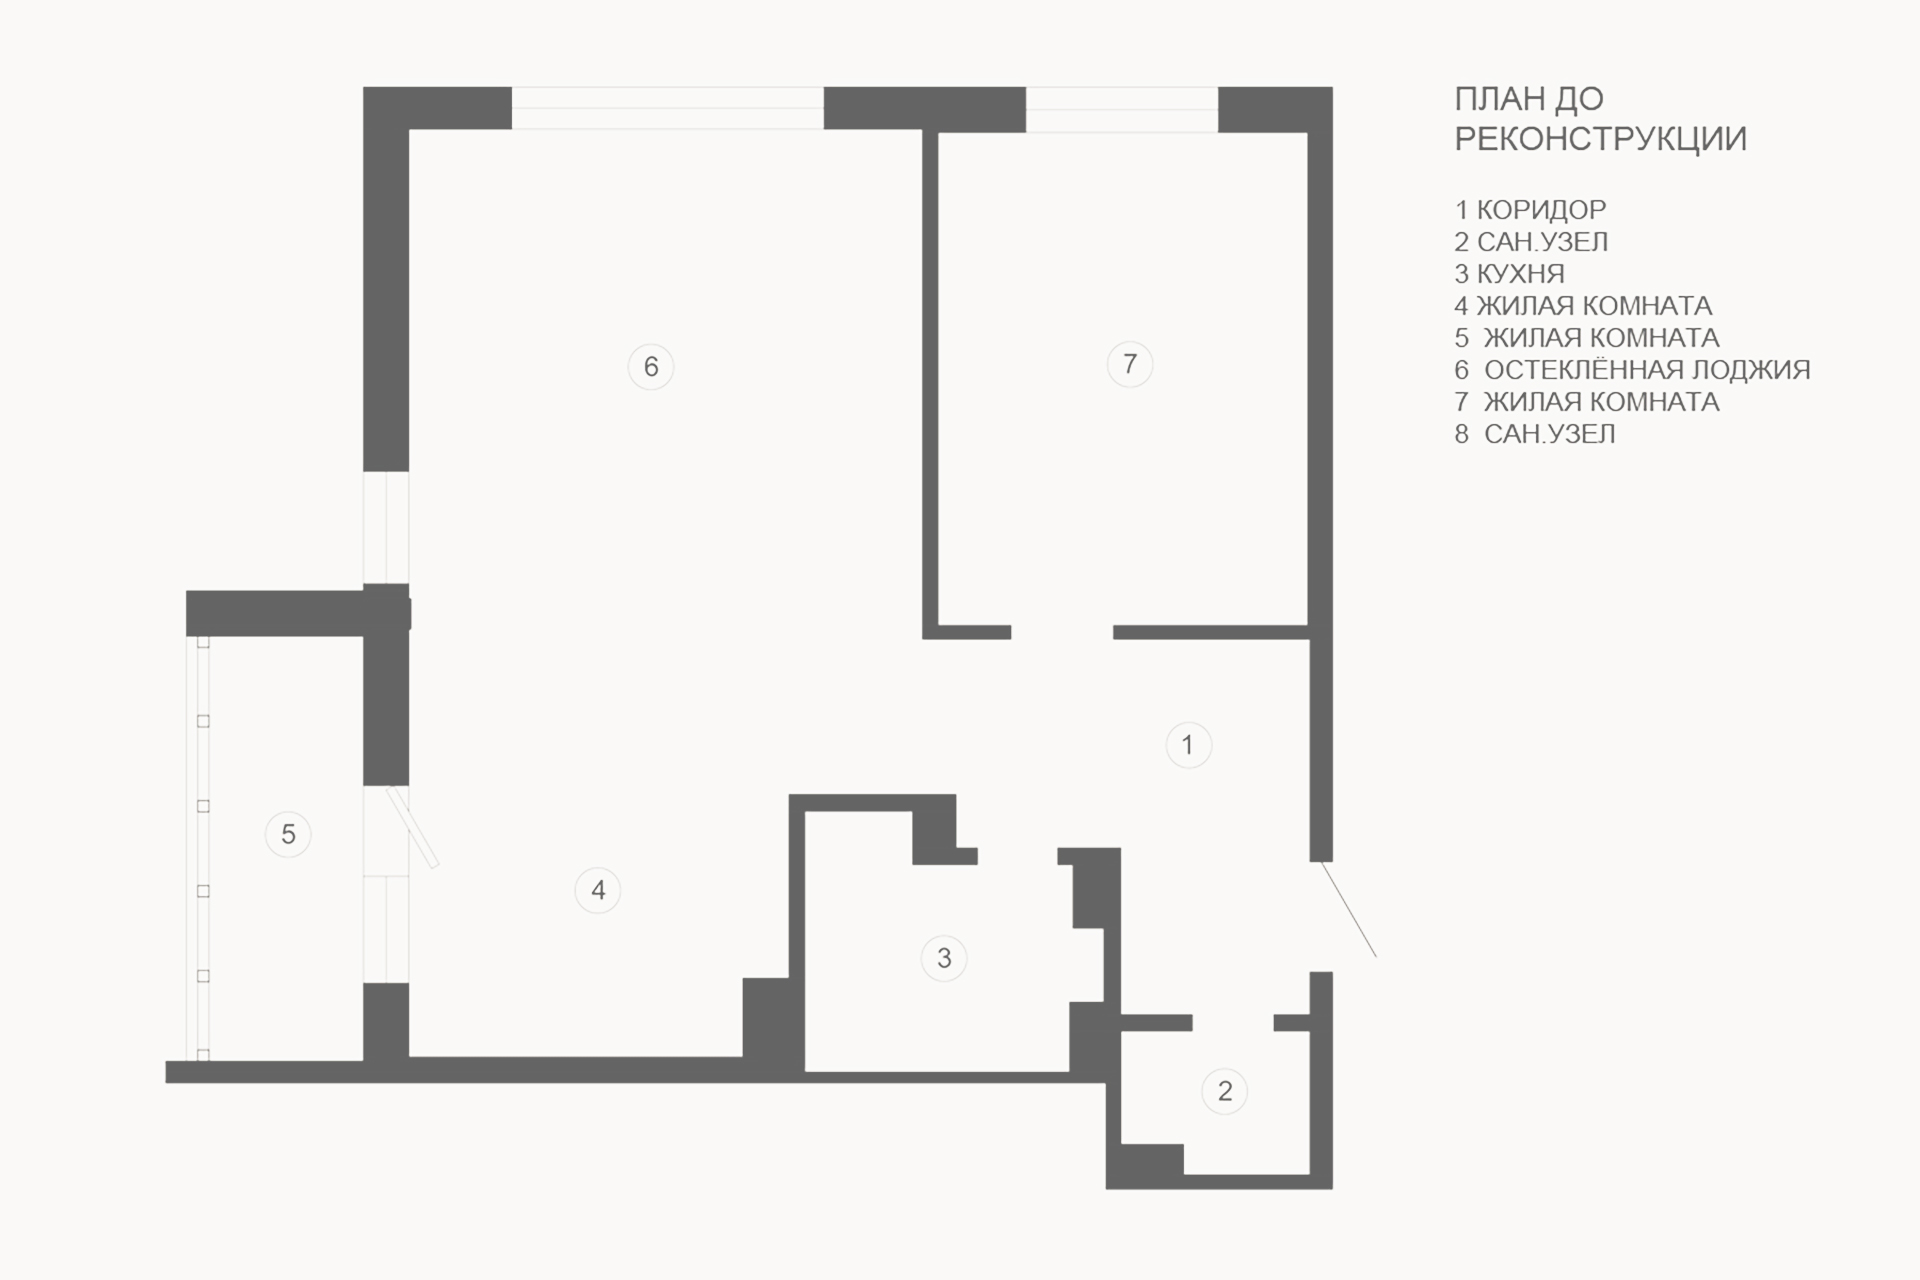 ПЛАН ДО
РЕКОНСТРУКЦИИ
1 КОРИДОР
2 САН.УЗЕЛ
3 КУХНЯ
4 ЖИЛАЯ КОМНАТА
5 ЖИЛАЯ КОМНАТА
6 ОСТЕКЛЁННАЯ ЛОДЖИЯ
7 ЖИЛАЯ КОМНАТА
8 САН.УЗЕЛ
6
7
1
5
4
3
2